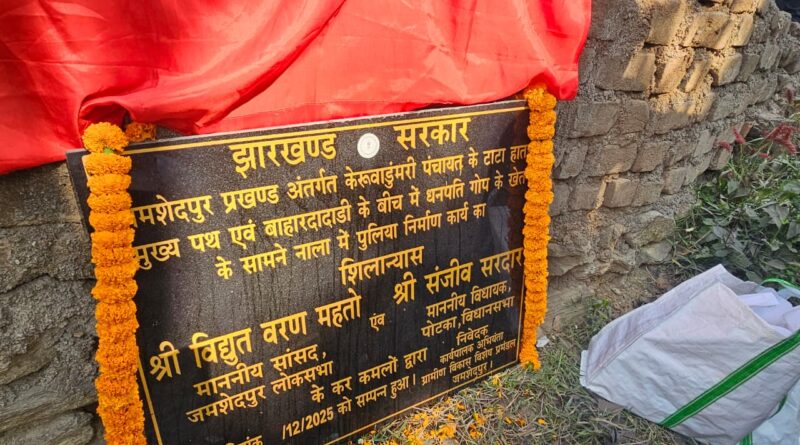 झारखण्ड सरकार
जमशेदपुर प्रखण्ड अंतर्गत केरूवाडुंमरी पंचायत के टाटा हाता
मुख्य पथ एवं बाहारदादाडी के बीच में धनपति गोप के खेत
के सामने नाला में पुलिया निर्माण कार्य का
शिलान्यास
श्री विद्युत वरण महतो
माननीय सांसद,
जमशेदपुर लोकसभा
एंव
श्री संजीव सरदार
माननीय विधायक,
पोटका,विधानसभा
के कर कमलों द्वारा
/12/2025 को सम्पन्न हुआ।
निवेदक
कार्यपालक अभियंता
ग्रामीण विकास विशेष प्रमंडल
जमशेदपुर।